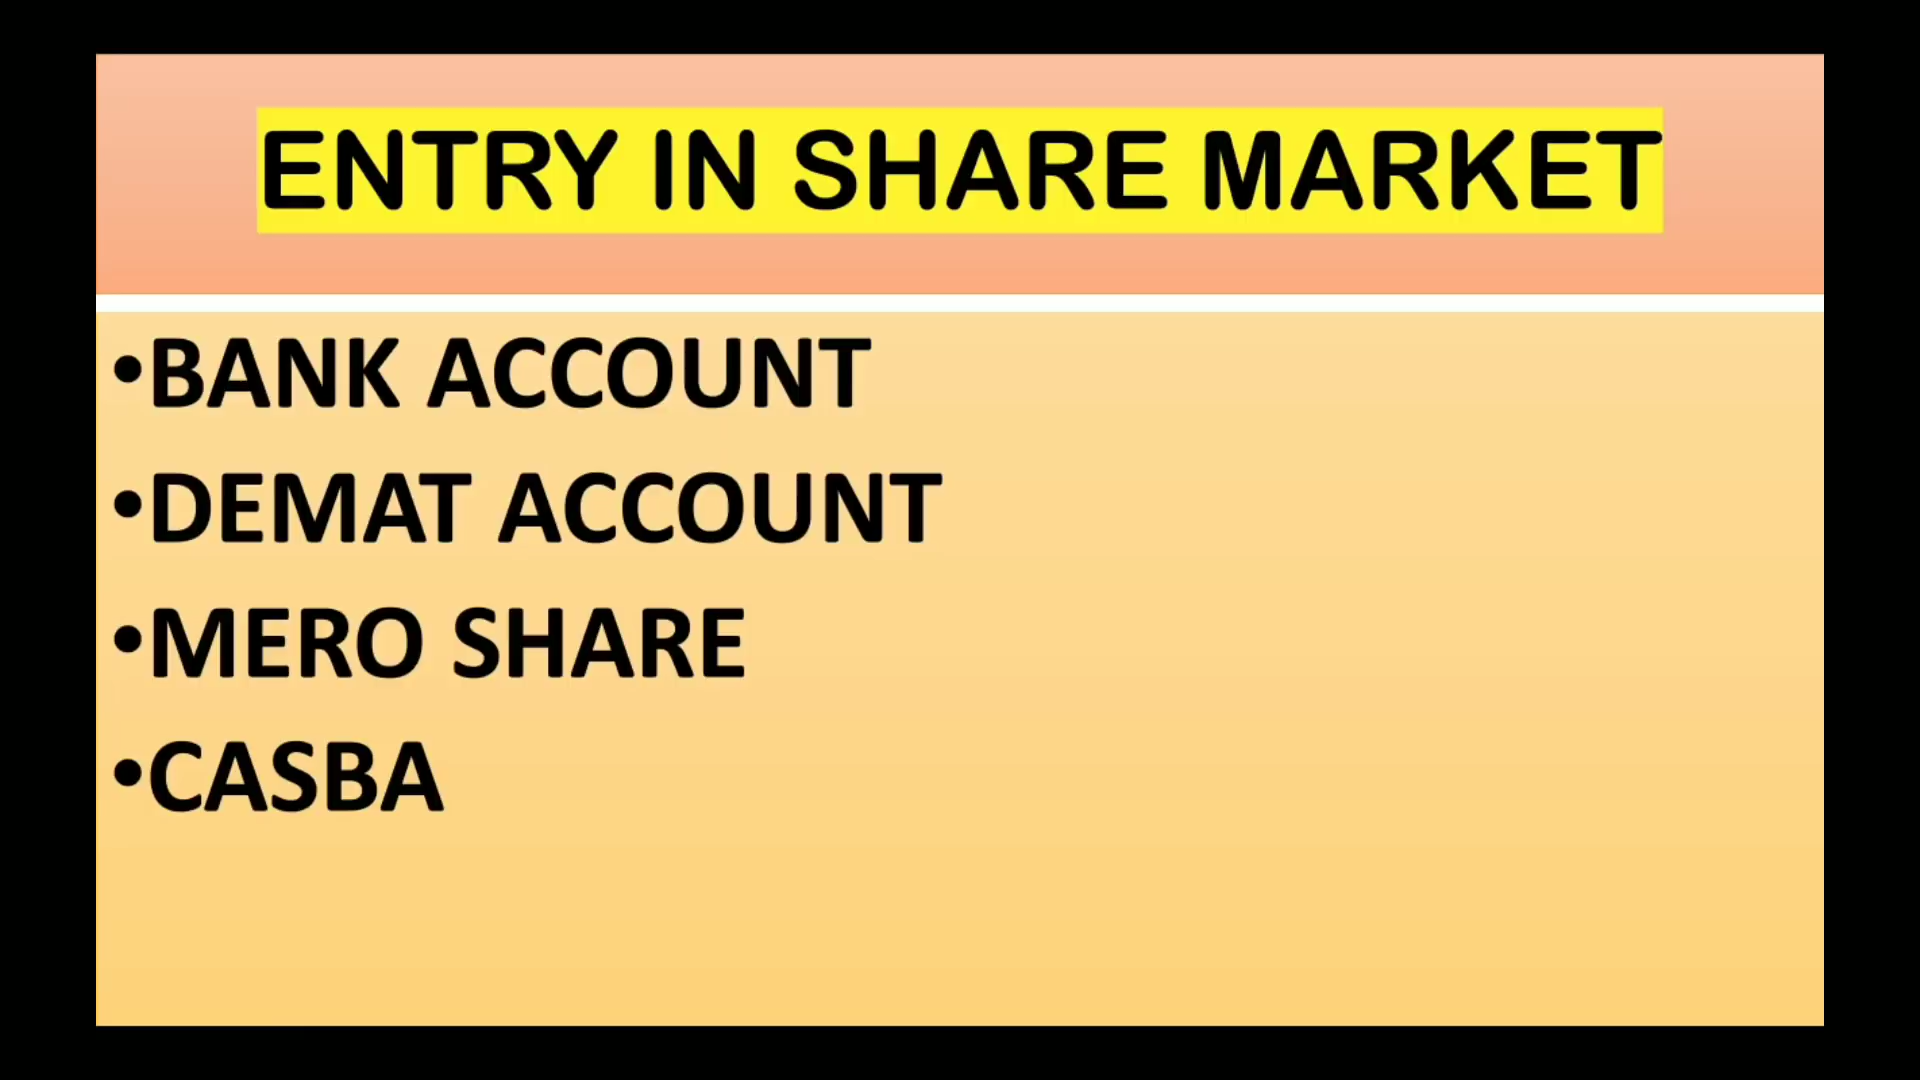 ENTRY IN SHARE MARKET
•BANK ACCOUNT
•DEMAT ACCOUNT
•MERO SHARE
•CASBA